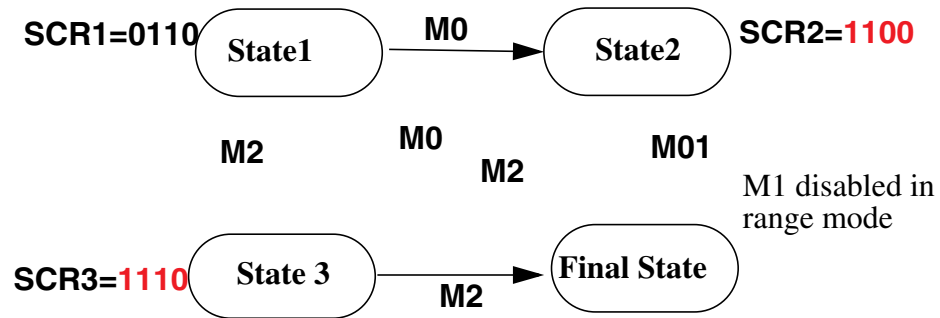 SCR1=0110
State1
M0
State2
SCR2=1100
M2
M0
M2
M01
M1 disabled in
range mode
SCR3=1110
State 3
M2
Final State